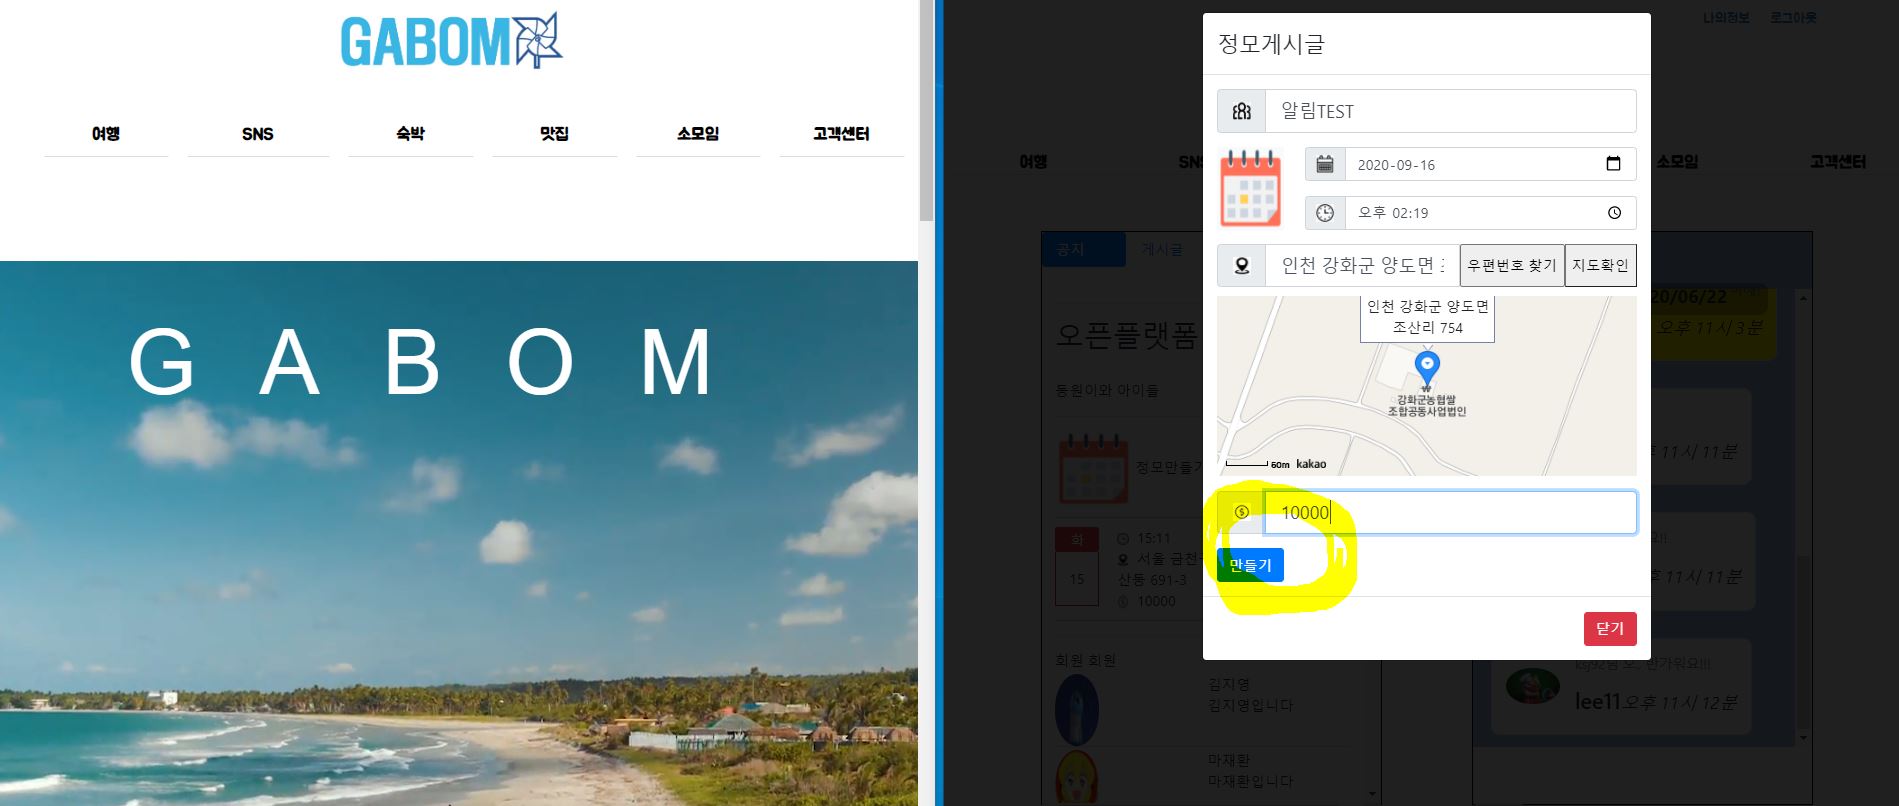 GABOM
여행
SNS
숙박
맛집
소모임
고객센터
G A B O M
나의정보
로그아웃
여행
소모임
고객센터
공지
게시글
오픈플랫폼
동원이와 아이들
정모만들기
화
15
15:11
서울 금천
산동 691-3
10000
회원 회원
김지영
김지영입니다
마재환
마재환입니다
정모게시글
알림TEST
2020-09-16
오후 02:19
인천 강화군 양도면
우편번호 찾기
지도확인
인천 강화군 양도면
조산리 754
강화군농협쌀
조합공동사업법인
50m kakao
10000
만들기
닫기
20/06/22
오후 11시 3분
11시 11분
11시 11분
lee11오후 11시 12분